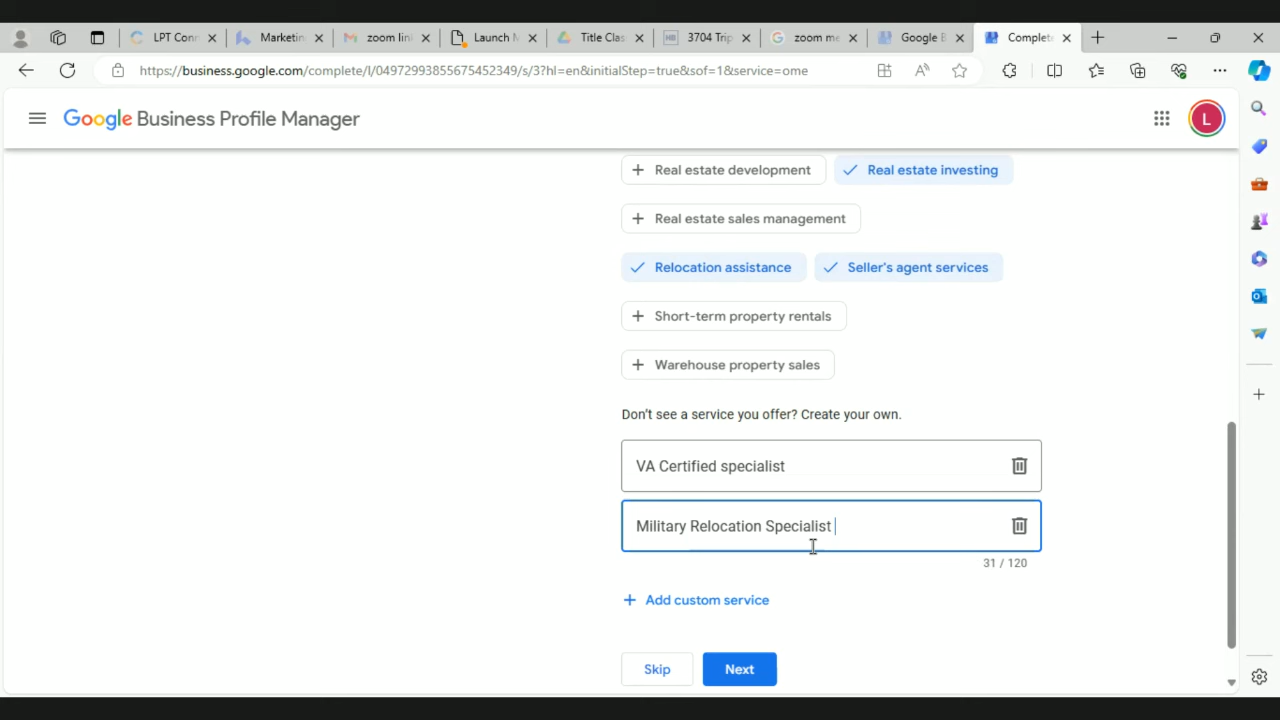 LPT Conn
Marketin
zoom lin
Launch M
Title Clas
3704 Trip
zoom me
Google B
Complete
https://business.google.com/complete/l/04972993855675452349/s/3?hl=en&initialStep=true&sof=1&service=ome
Google Business Profile Manager
L
Real estate development
Real estate investing
Real estate sales management
Relocation assistance
Seller's agent services
Short-term property rentals
Warehouse property sales
Don't see a service you offer? Create your own.
VA Certified specialist
Military Relocation Specialist
31 / 120
+ Add custom service
Skip
Next